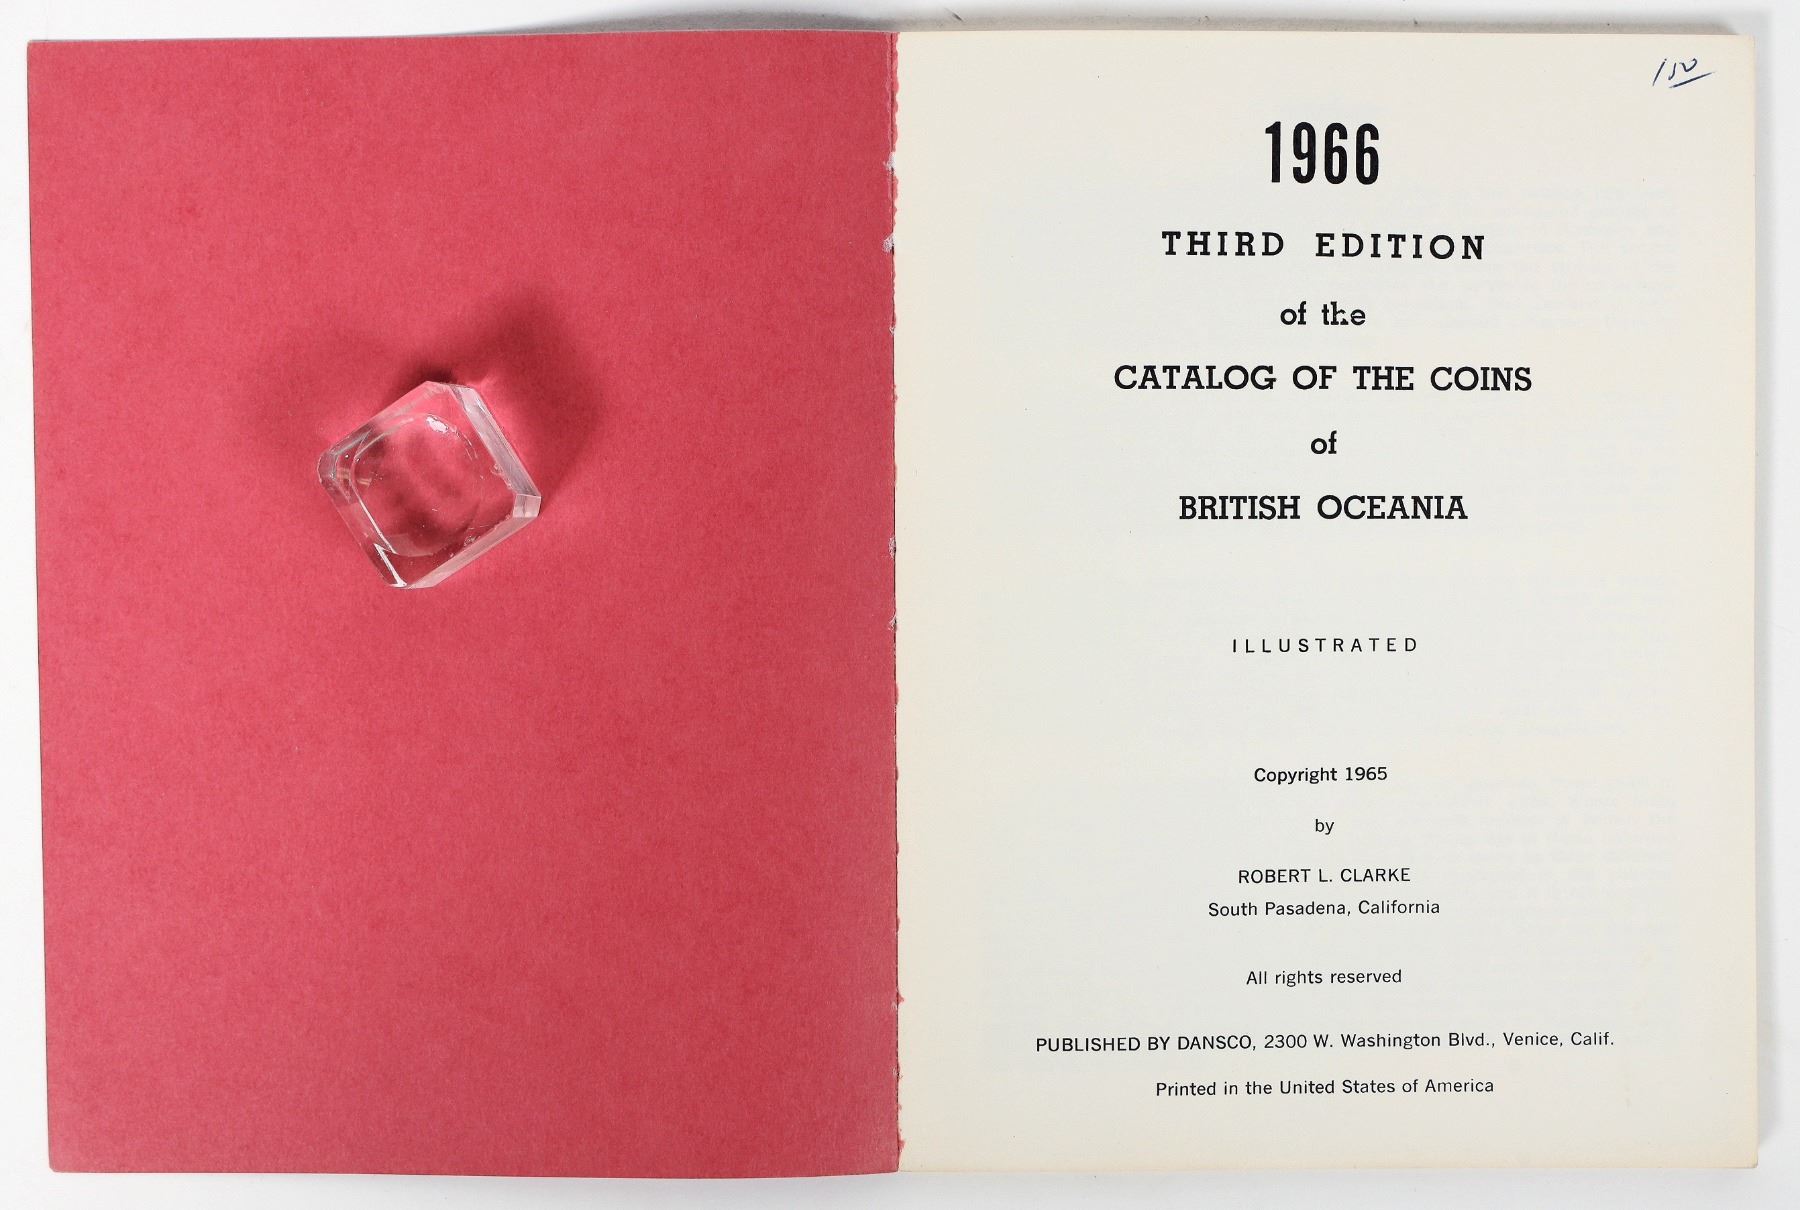 150
1966
THIRD EDITION
of the
CATALOG OF THE COINS
of
BRITISH OCEANIA
ILLUSTRATED
Copyright 1965
by
ROBERT L. CLARKE
South Pasadena, California
All rights reserved
PUBLISHED BY DANSCO, 2300 W. Washington Blvd., Venice, Calif.
Printed in the United States of America